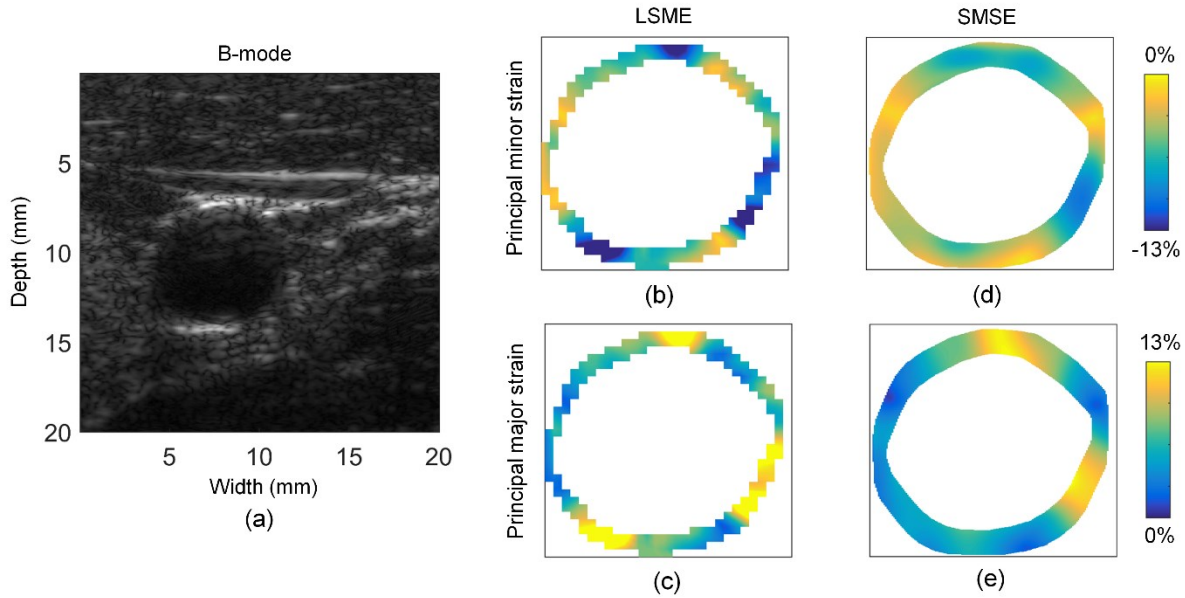 LSME
SMSE
B-mode
Principal minor strain
0%
-13%
Depth (mm)
5
10
15
20
5
10
15
20
Width (mm)
(a)
(b)
(d)
Principal major strain
13%
0%
(c)
(e)